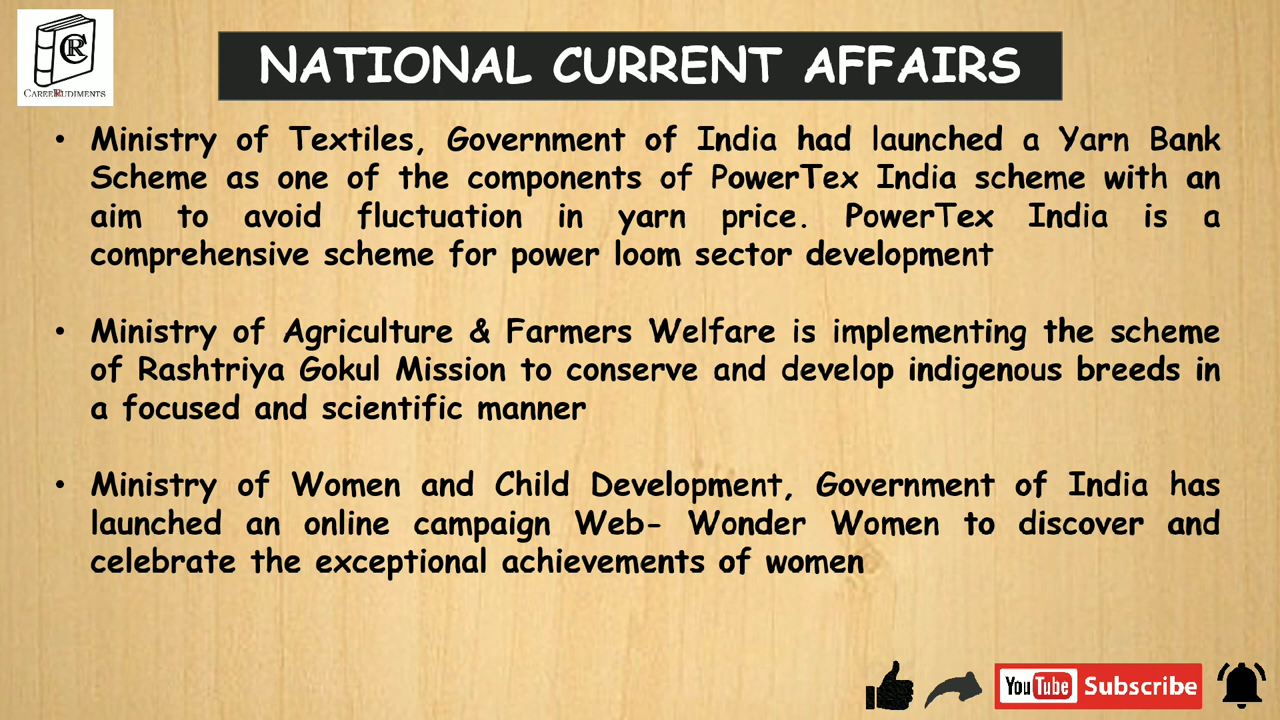 CR
CAREERUDIMENTS
NATIONAL CURRENT AFFAIRS
• Ministry of Textiles, Government of India had launched a Yarn Bank
Scheme as one of the components of PowerTex India scheme with an
aim to avoid fluctuation in yarn price. PowerTex India is a
comprehensive scheme for power loom sector development
• Ministry of Agriculture & Farmers Welfare is implementing the scheme
of Rashtriya Gokul Mission to conserve and develop indigenous breeds in
a focused and scientific manner
• Ministry of Women and Child Development, Government of India has
launched an online campaign Web- Wonder Women to discover and
celebrate the exceptional achievements of women
YouTube Subscribe